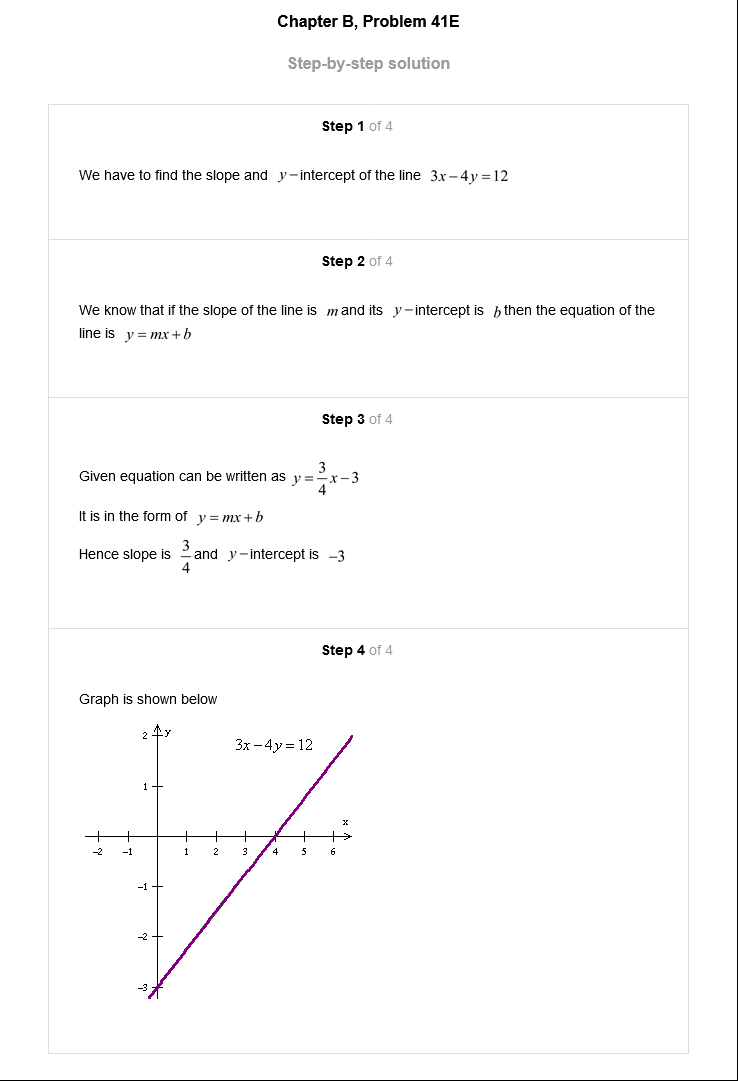 Chapter B, Problem 41E
Step-by-step solution
Step 1 of 4
We have to find the slope and y−intercept of the line 3x−4y=12
Step 2 of 4
We know that if the slope of the line is m and its y−intercept is b then the equation of the
line is y=mx+b
Step 3 of 4
Given equation can be written as y=3/4x−3
It is in the form of y=mx+b
Hence slope is 3/4 and y−intercept is −3
Step 4 of 4
Graph is shown below
2 y
3x−4y=12
1
x
−2 −1 1 2 3 4 5 6
−1
−2
−3